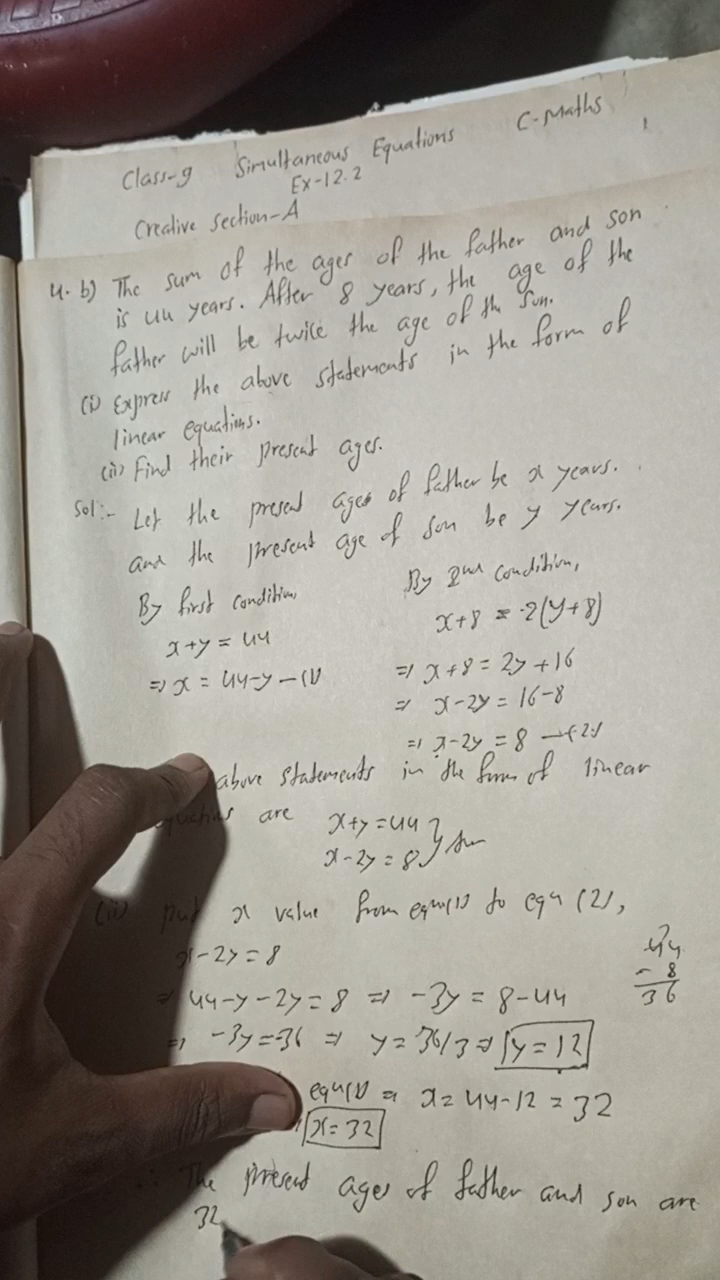 Class-9 Simultaneous Equations C-Maths
Ex-12.2
Creative Section-A
4. b) The sum of the ages of the father and son
is 44 years. After 8 years, the age of the
father will be twice the age of the son.
(i) Express the above statements in the form of
linear equations.
(ii) Find their present ages.
Sol:- Let the present ages of father be x years.
and the present age of son be y years.
By first condition,
x+y = 44
=> x = 44-y -(1)
By 2nd condition,
x+8 = 2(y+8)
=> x+8 = 2y+16
=> x-2y = 16-8
=> x-2y = 8 -(2)
above statements in the form of linear
equations are x+y=44
x-2y=8
(ii) put x value from equ(1) to equ (2),
x-2y=8
=> 44-y-2y=8 => -3y = 8-44
=> -3y=-36 => y=36/3 => y=12
44
- 8
36
equ(1) = x=44-12=32
x=32
∴ The present ages of father and son are
32